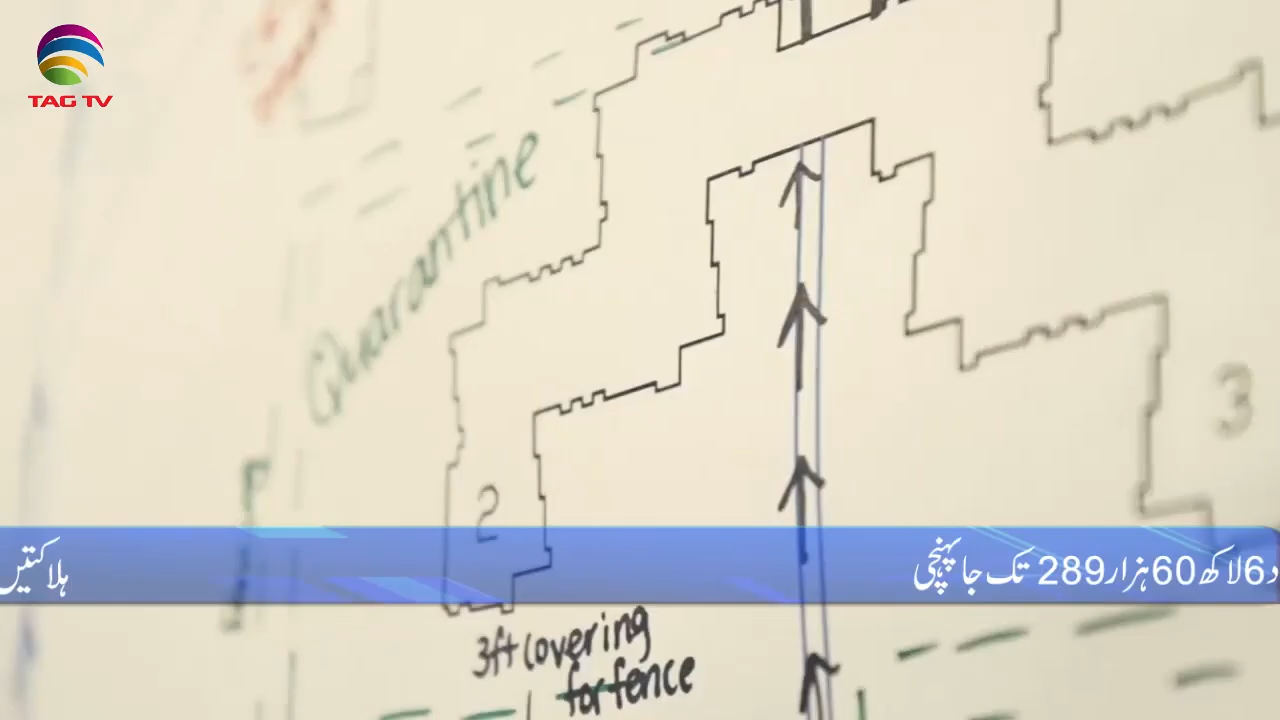 TAG TV
Quarantine
2
3
د6لاکھ60ہزار289 تک جا پہنچی
ہلاکتیں
3ft covering
for fence